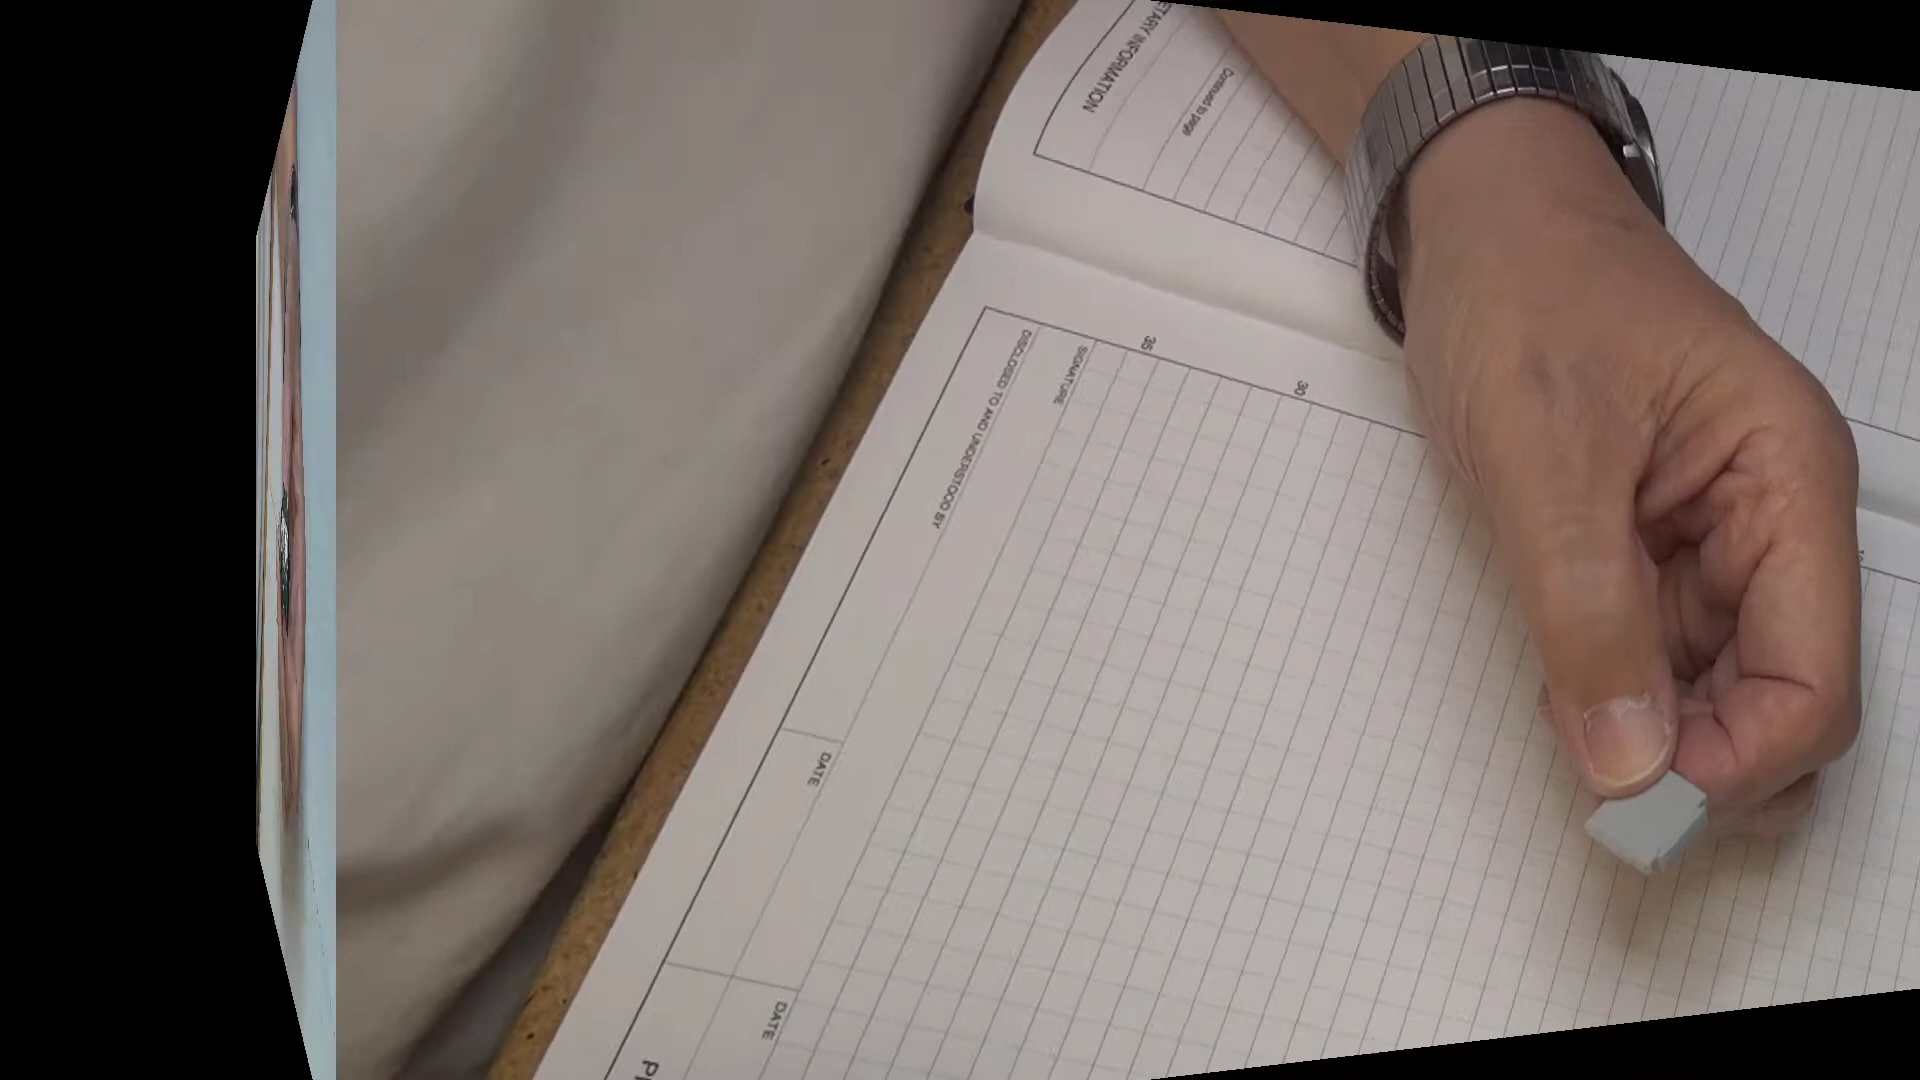 ETARY INFORMATION
Continued to page
35
30
SIGNATURE
DISCLOSED TO AND UNDERSTOOD BY
DATE
DATE